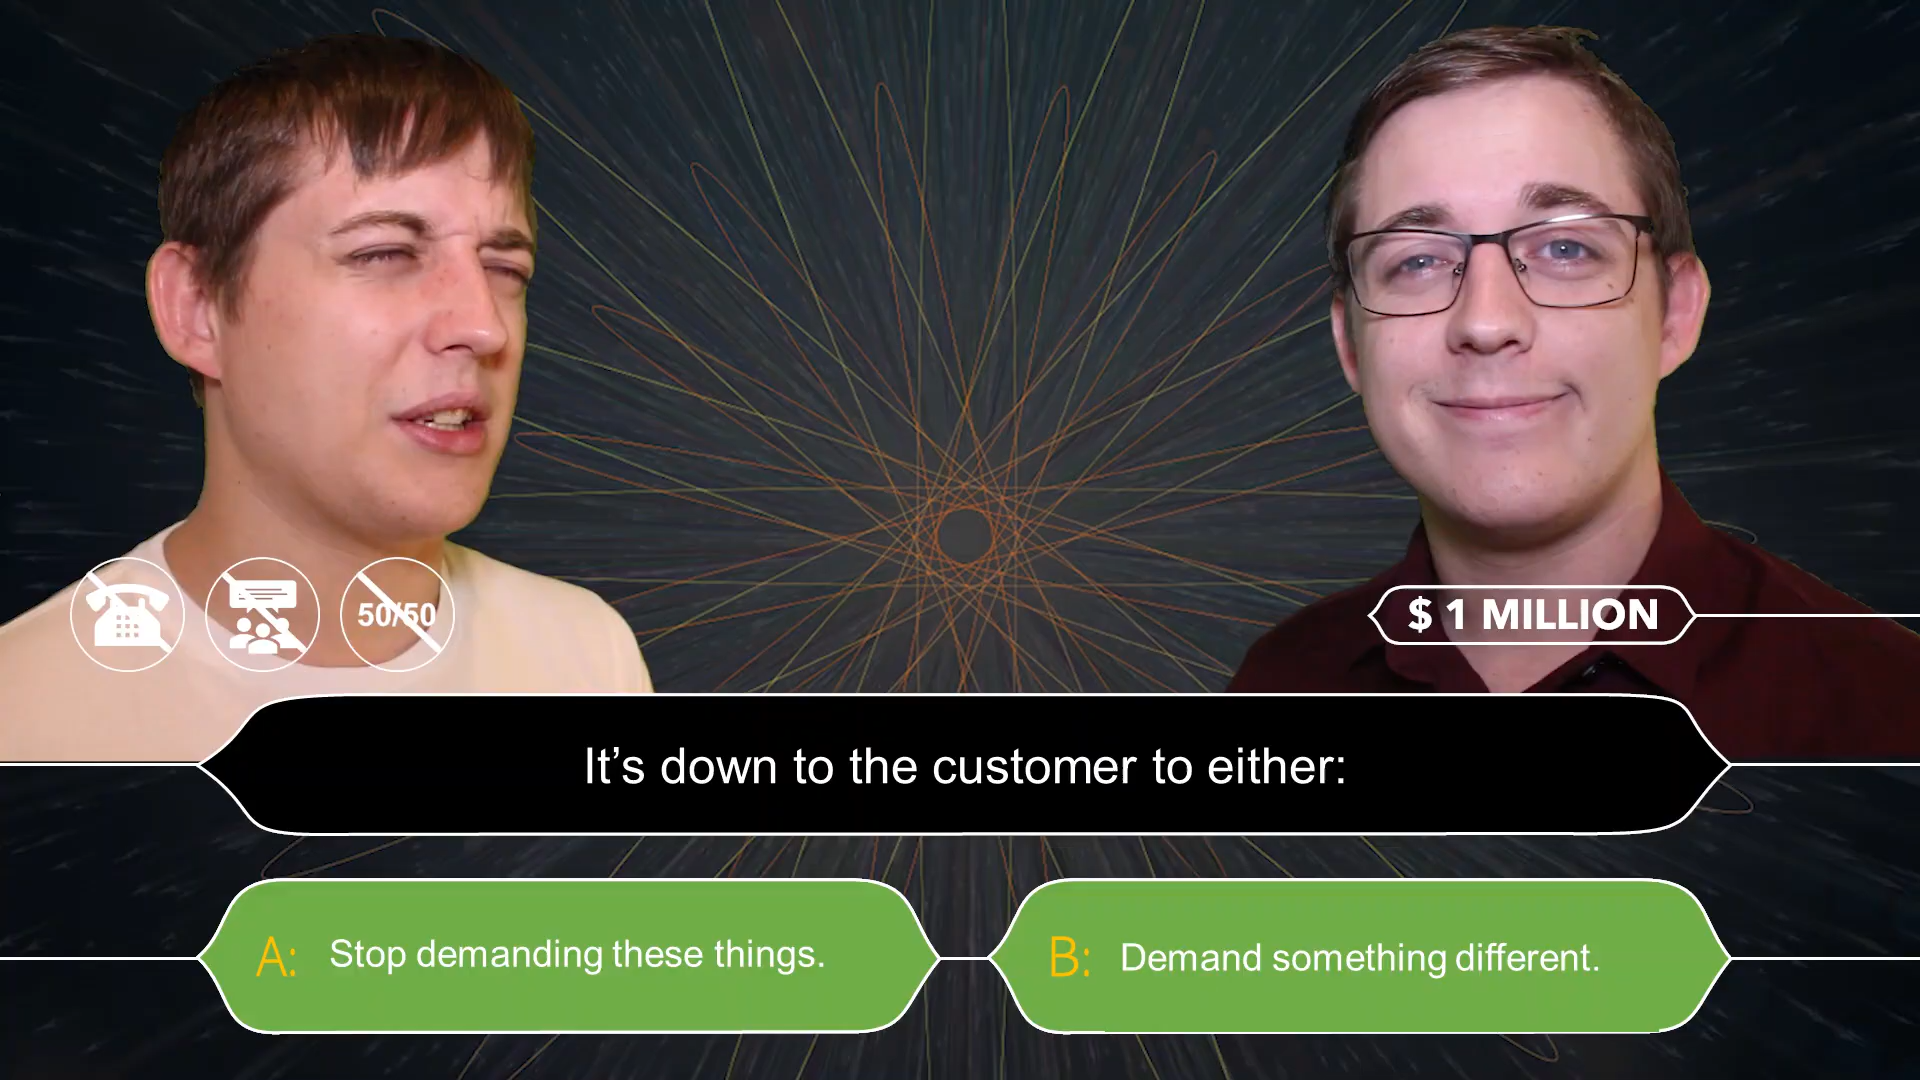 50/50
$ 1 MILLION
It’s down to the customer to either:
A: Stop demanding these things.
B: Demand something different.